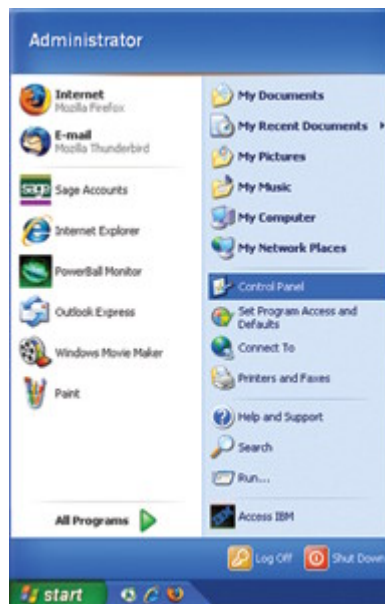 Administrator
Internet
Mozilla Firefox
E-mail
Mozilla Thunderbird
sage Sage Accounts
Internet Explorer
PowerBall Monitor
Outlook Express
Windows Movie Maker
Paint
All Programs
My Documents
My Recent Documents
My Pictures
My Music
My Computer
My Network Places
Control Panel
Set Program Access and
Defaults
Connect To
Printers and Faxes
Help and Support
Search
Run...
Access IBM
Log Off Shut Down
start